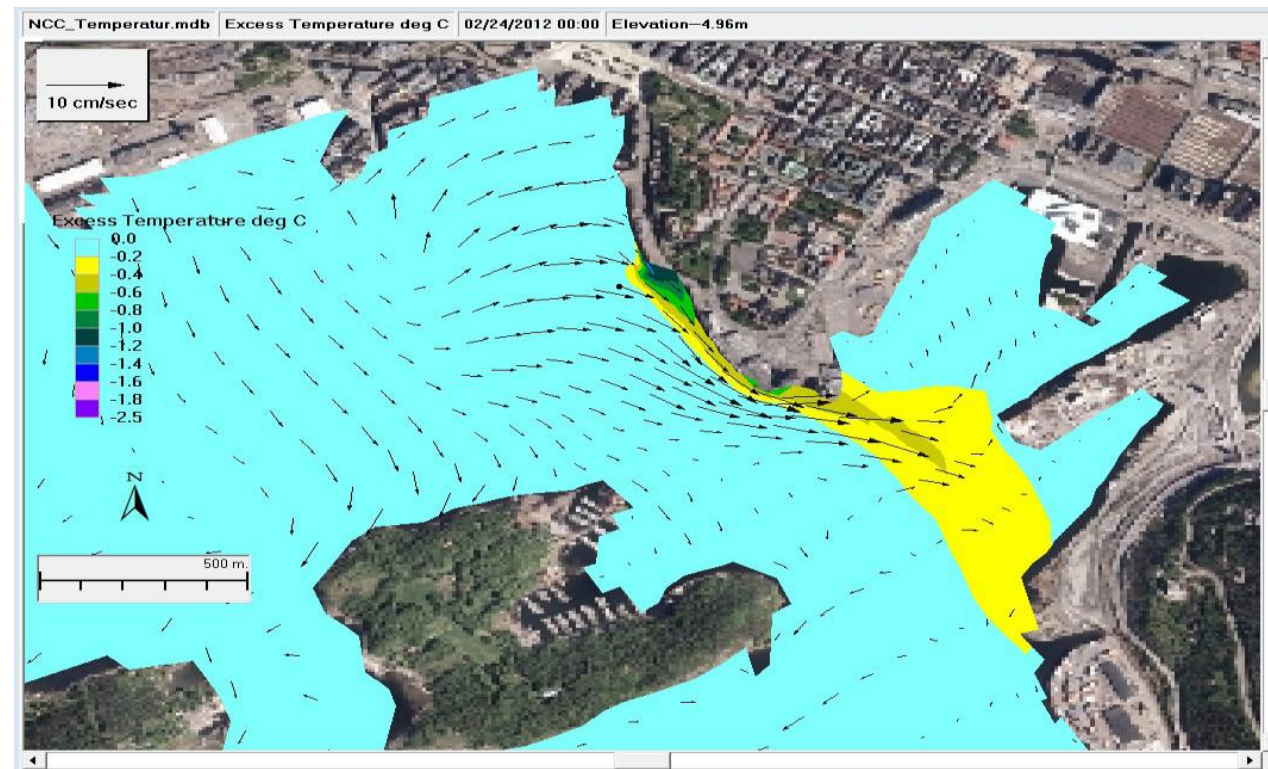 NCC_Temperatur.mdb Excess Temperature deg C 02/24/2012 00:00 Elevation—4.96m
10 cm/sec
Excess Temperature deg C
0.0
-0.2
-0.4
-0.6
-0.8
-1.0
-1.2
-1.4
-1.6
-1.8
-2.5
N
500 m.